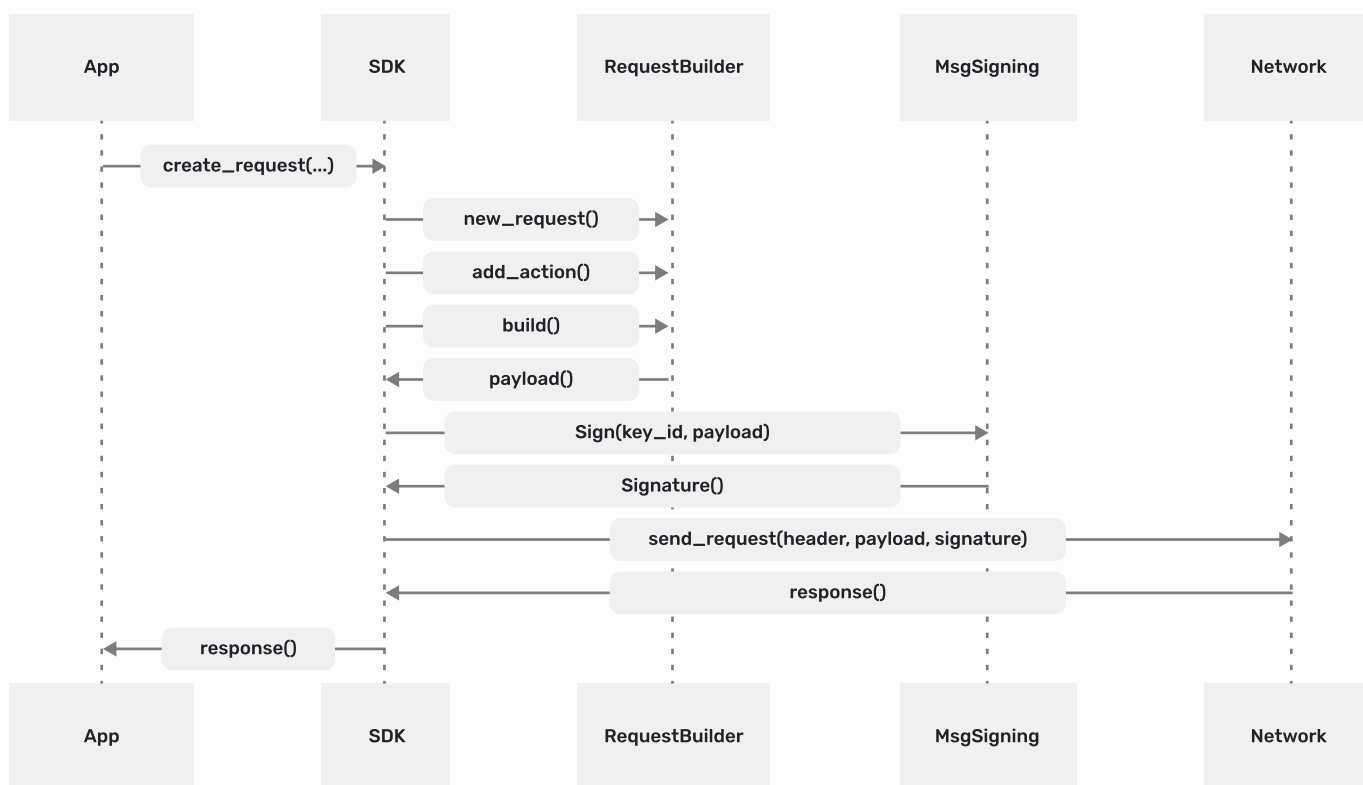 App
SDK
RequestBuilder
MsgSigning
Network
create_request(...)
new_request()
add_action()
build()
payload()
Sign(key_id, payload)
Signature()
send_request(header, payload, signature)
response()
response()
App
SDK
RequestBuilder
MsgSigning
Network